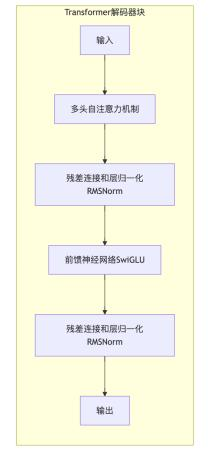 Transformer解码器块
输入
多头自注意力机制
残差连接和层归一化
RMSNorm
前馈神经网络SwiGLU
残差连接和层归一化
RMSNorm
输出